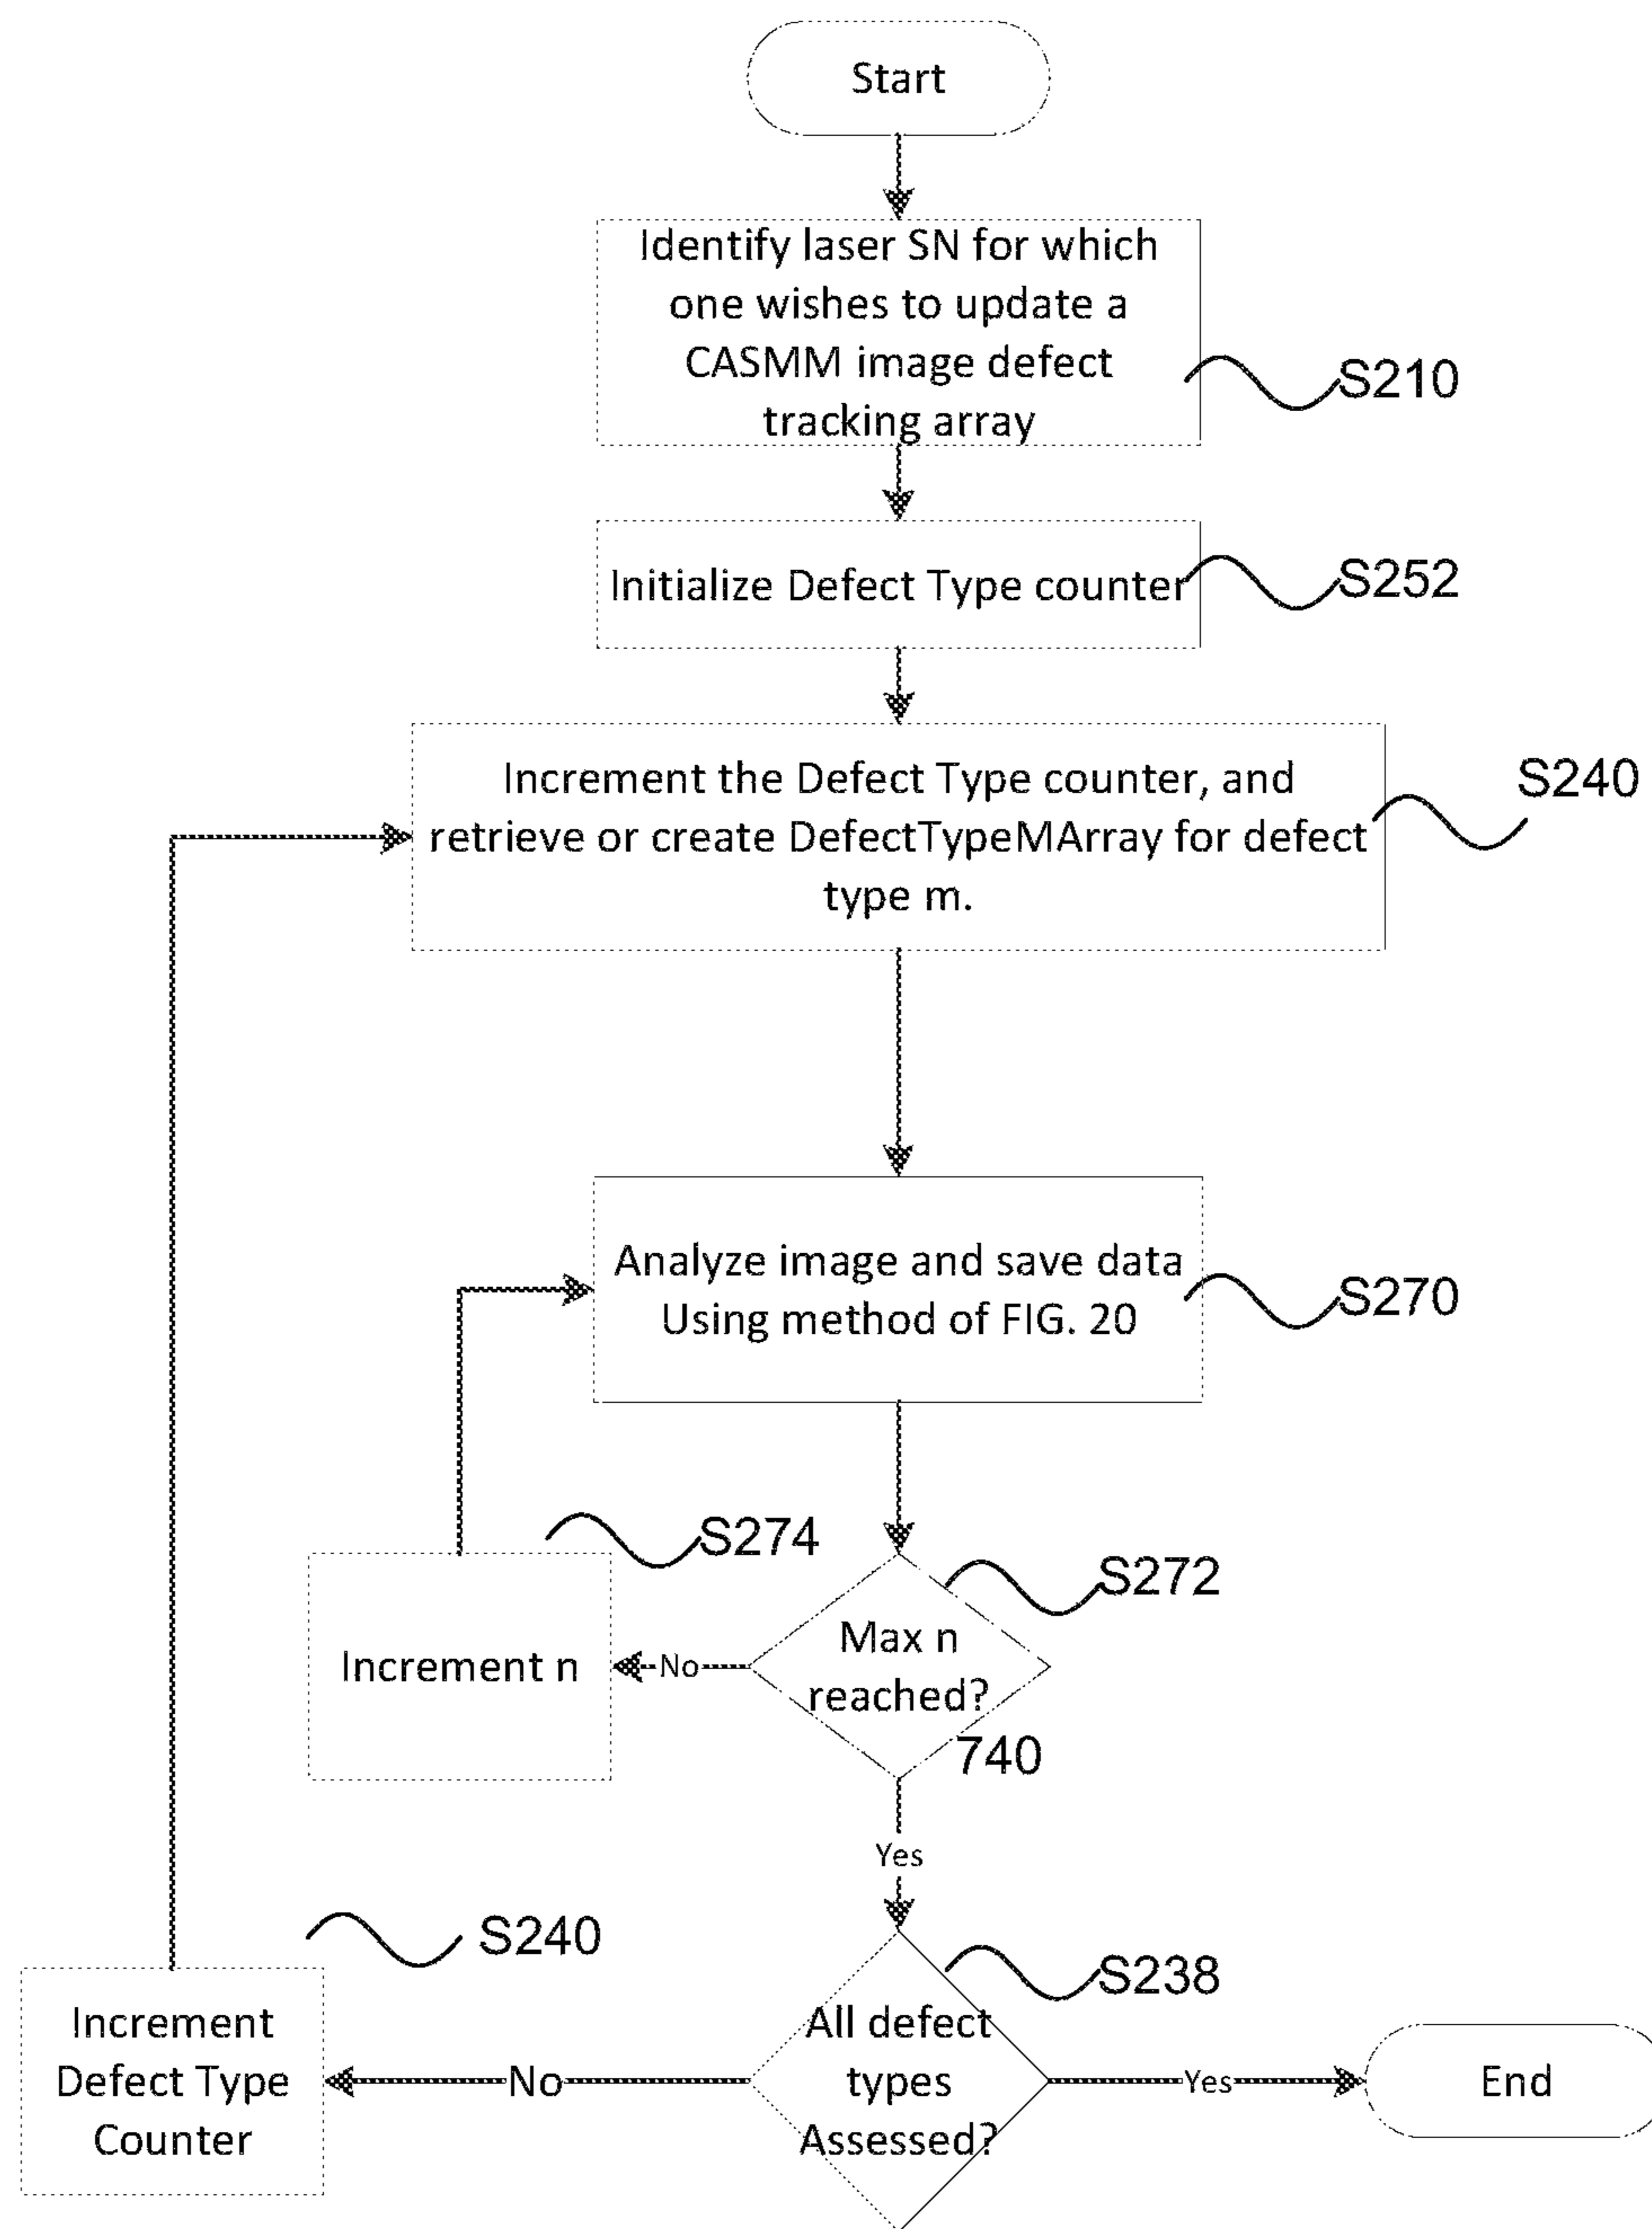 Start
Identify laser SN for which
one wishes to update a
CASMM image defect
tracking array
S210
Initialize Defect Type counter
S252
Increment the Defect Type counter, and
retrieve or create DefectTypeMArray for defect
type m.
S240
Analyze image and save data
Using method of FIG. 20
S270
S274
S272
Increment n
No
Max n
reached?
740
Yes
S240
S238
Increment
Defect Type
Counter
No
All defect
types
Assessed?
Yes
End